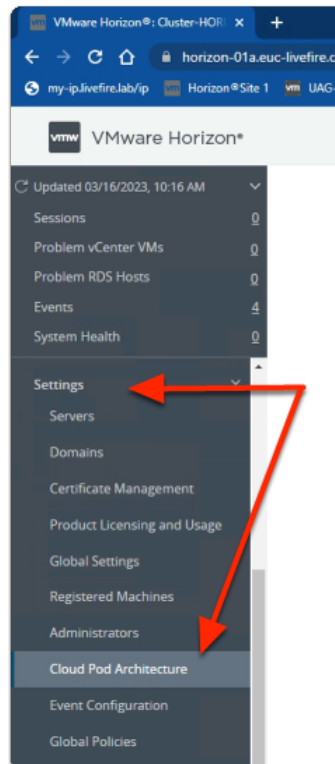 VMware Horizon® : Cluster-HORI
horizon-01a.euc-livefire.c
my-ip.livefire.lab/ip
Horizon®Site 1
UAG-
vmw
VMware Horizon®
Updated 03/16/2023, 10:16 AM
Sessions 0
Problem vCenter VMs 0
Problem RDS Hosts 0
Events 4
System Health 0
Settings
Servers
Domains
Certificate Management
Product Licensing and Usage
Global Settings
Registered Machines
Administrators
Cloud Pod Architecture
Event Configuration
Global Policies